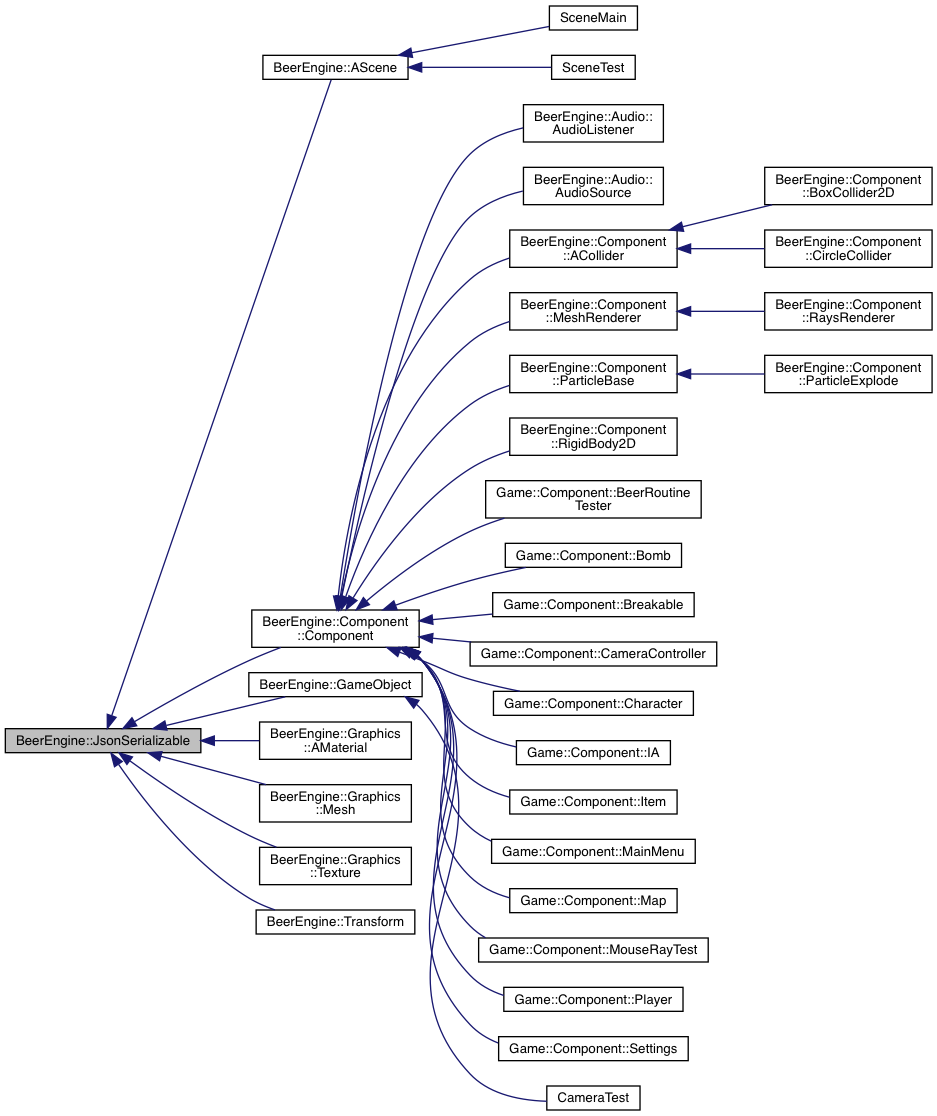 SceneMain
BeerEngine::AScene
SceneTest
BeerEngine::Audio::
AudioListener
BeerEngine::Audio::
AudioSource
BeerEngine::Component
::BoxCollider2D
BeerEngine::Component
::ACollider
BeerEngine::Component
::CircleCollider
BeerEngine::Component
::MeshRenderer
BeerEngine::Component
::RaysRenderer
BeerEngine::Component
::ParticleBase
BeerEngine::Component
::ParticleExplode
BeerEngine::Component
::RigidBody2D
Game::Component::BeerRoutine
Tester
Game::Component::Bomb
Game::Component::Breakable
BeerEngine::Component
::Component
Game::Component::CameraController
BeerEngine::GameObject
Game::Component::Character
BeerEngine::JsonSerializable
BeerEngine::Graphics
::AMaterial
Game::Component::IA
BeerEngine::Graphics
::Mesh
Game::Component::Item
Game::Component::MainMenu
BeerEngine::Graphics
::Texture
Game::Component::Map
BeerEngine::Transform
Game::Component::MouseRayTest
Game::Component::Player
Game::Component::Settings
CameraTest